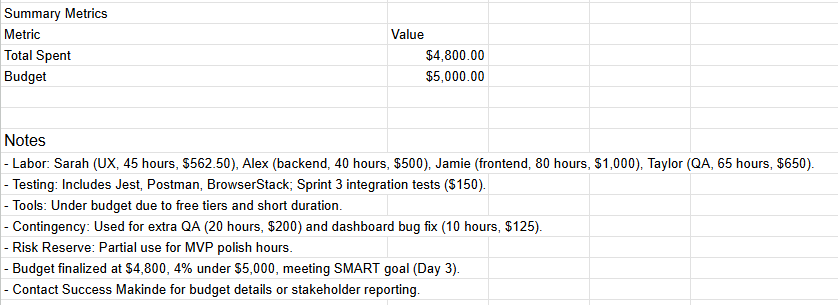 Summary Metrics
Metric Value
Total Spent $4,800.00
Budget $5,000.00
Notes
- Labor: Sarah (UX, 45 hours, $562.50), Alex (backend, 40 hours, $500), Jamie (frontend, 80 hours, $1,000), Taylor (QA, 65 hours, $650).
- Testing: Includes Jest, Postman, BrowserStack; Sprint 3 integration tests ($150).
- Tools: Under budget due to free tiers and short duration.
- Contingency: Used for extra QA (20 hours, $200) and dashboard bug fix (10 hours, $125).
- Risk Reserve: Partial use for MVP polish hours.
- Budget finalized at $4,800, 4% under $5,000, meeting SMART goal (Day 3).
- Contact Success Makinde for budget details or stakeholder reporting.